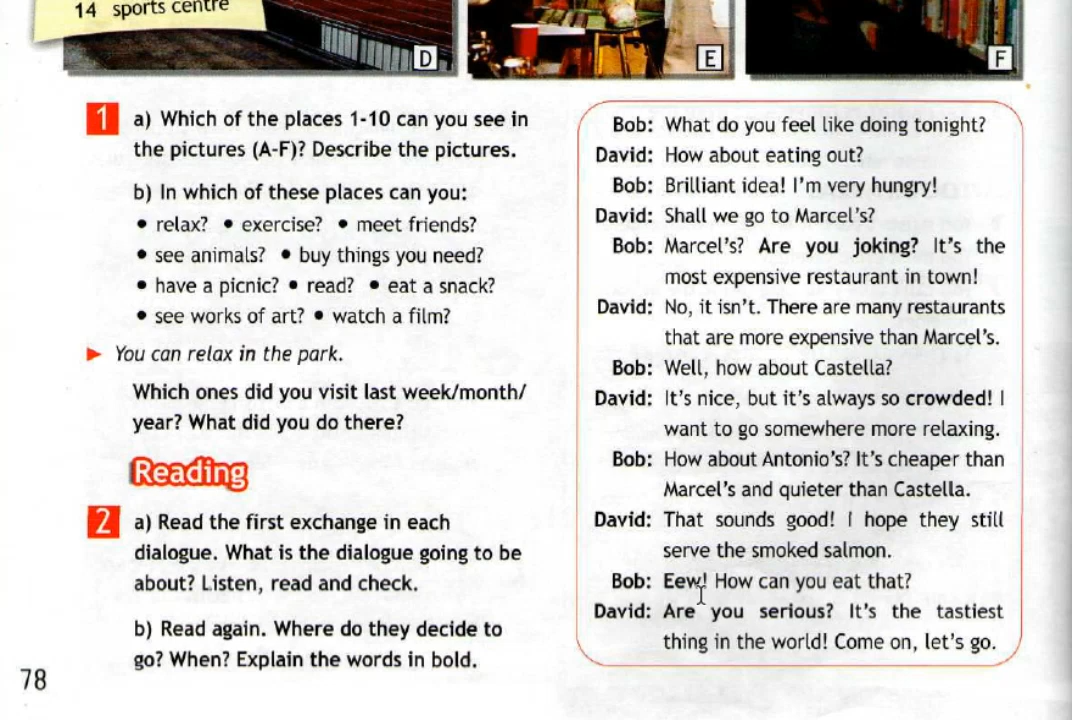 14 sports centre
D
E
F
1 a) Which of the places 1-10 can you see in
the pictures (A-F)? Describe the pictures.
b) In which of these places can you:
• relax? • exercise? • meet friends?
• see animals? • buy things you need?
• have a picnic? • read? • eat a snack?
• see works of art? • watch a film?
► You can relax in the park.
Which ones did you visit last week/month/
year? What did you do there?
Reading
2 a) Read the first exchange in each
dialogue. What is the dialogue going to be
about? Listen, read and check.
b) Read again. Where do they decide to
go? When? Explain the words in bold.
78
Bob: What do you feel like doing tonight?
David: How about eating out?
Bob: Brilliant idea! I'm very hungry!
David: Shall we go to Marcel's?
Bob: Marcel's? Are you joking? It's the
most expensive restaurant in town!
David: No, it isn't. There are many restaurants
that are more expensive than Marcel's.
Bob: Well, how about Castella?
David: It's nice, but it's always so crowded! I
want to go somewhere more relaxing.
Bob: How about Antonio's? It's cheaper than
Marcel's and quieter than Castella.
David: That sounds good! I hope they still
serve the smoked salmon.
Bob: Eew! How can you eat that?
David: Are you serious? It's the tastiest
thing in the world! Come on, let's go.